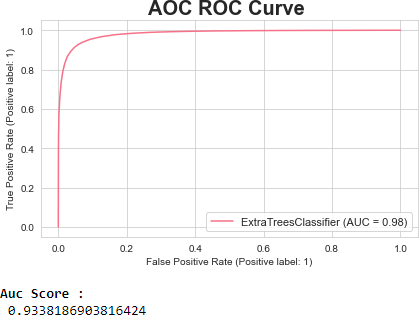 AOC ROC Curve
1.0
0.8
0.6
0.4
0.2
0.0
True Positive Rate (Positive label: 1)
ExtraTreesClassifier (AUC = 0.98)
0.0 0.2 0.4 0.6 0.8 1.0
False Positive Rate (Positive label: 1)
Auc Score :
0.9338186903816424